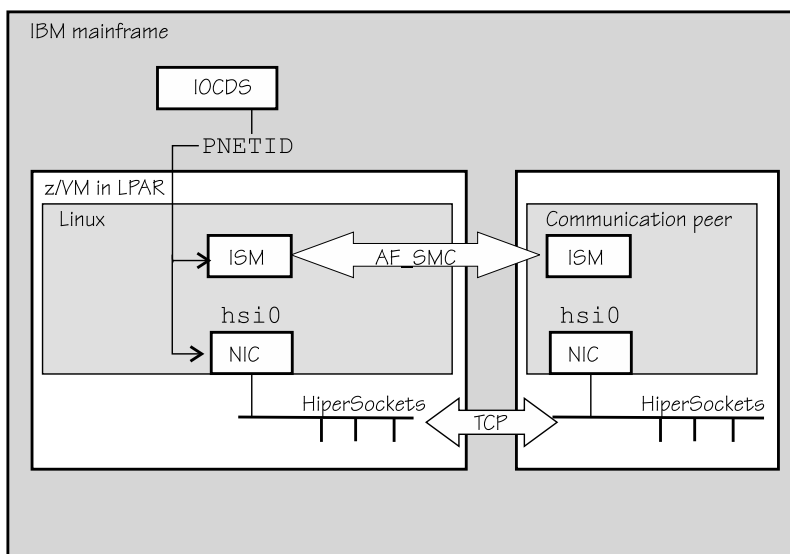 IBM mainframe
IOCDS
PNETID
z/VM in LPAR
Linux
Communication peer
ISM
AF_SMC
ISM
hsi0
hsi0
NIC
NIC
HiperSockets
HiperSockets
TCP